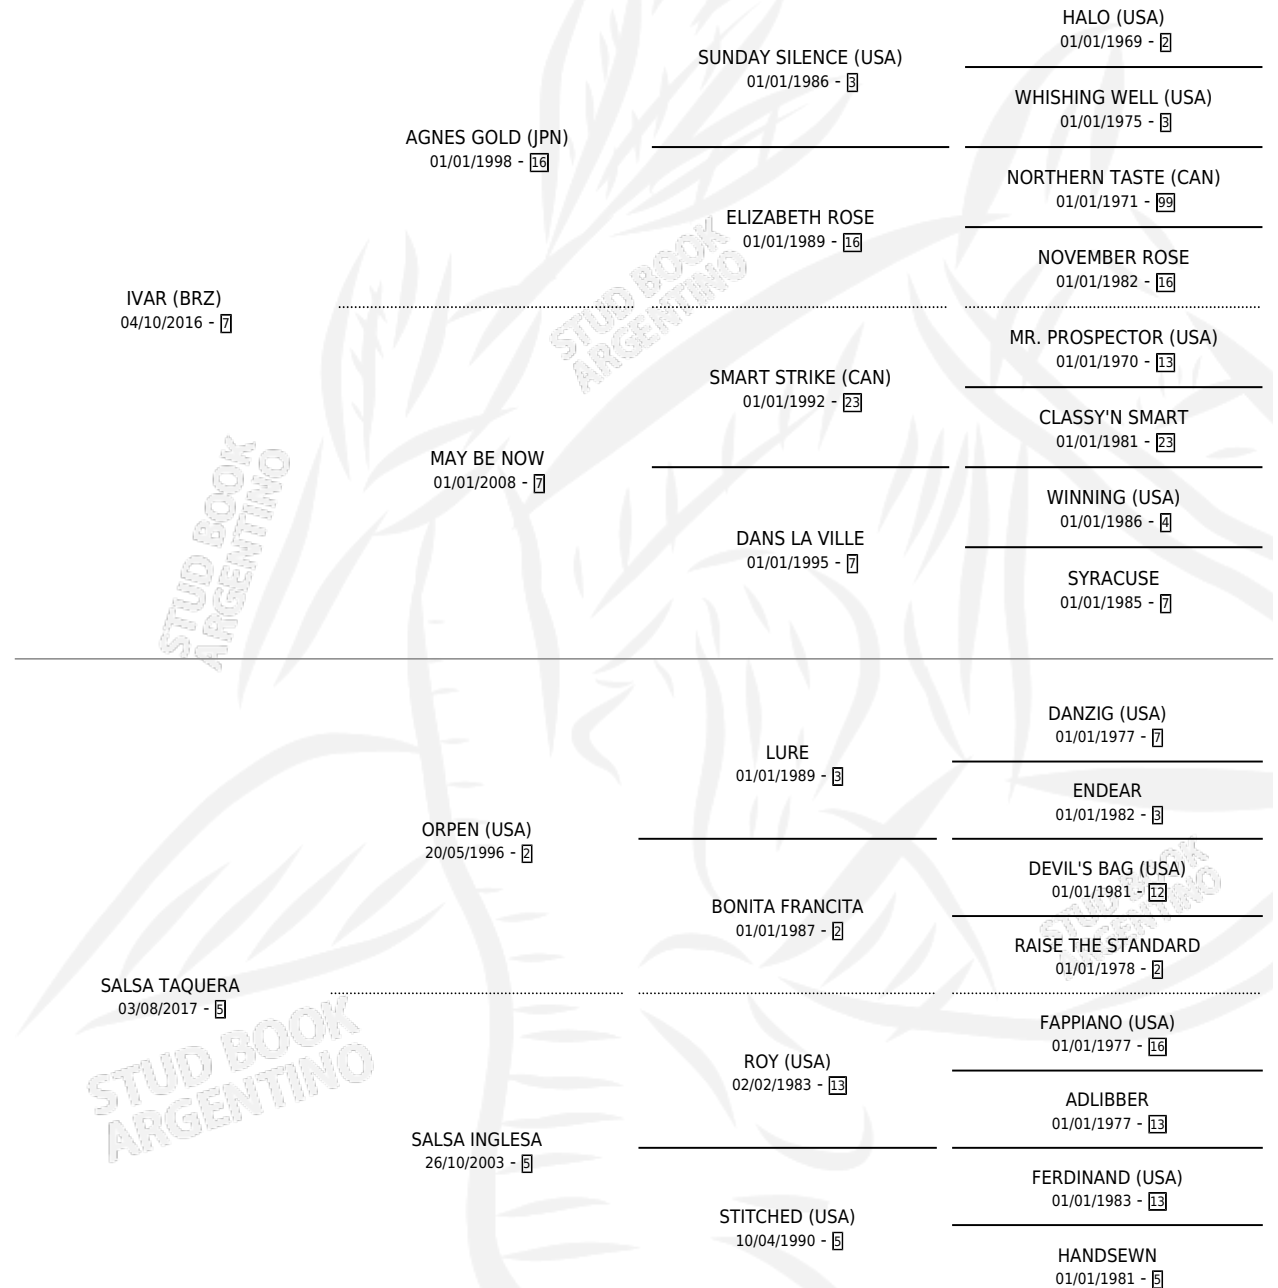 HALO (USA)
01/01/1969 - 2
SUNDAY SILENCE (USA)
01/01/1986 - 3
WHISHING WELL (USA)
01/01/1975 - 3
AGNES GOLD (JPN)
01/01/1998 - 16
NORTHERN TASTE (CAN)
01/01/1971 - 99
ELIZABETH ROSE
01/01/1989 - 16
NOVEMBER ROSE
01/01/1982 - 16
IVAR (BRZ)
04/10/2016 - 7
MR. PROSPECTOR (USA)
01/01/1970 - 13
SMART STRIKE (CAN)
01/01/1992 - 23
CLASSY'N SMART
01/01/1981 - 23
MAY BE NOW
01/01/2008 - 7
WINNING (USA)
01/01/1986 - 4
DANS LA VILLE
01/01/1995 - 7
SYRACUSE
01/01/1985 - 7
DANZIG (USA)
01/01/1977 - 7
LURE
01/01/1989 - 3
ENDEAR
01/01/1982 - 3
ORPEN (USA)
20/05/1996 - 2
DEVIL'S BAG (USA)
01/01/1981 - 12
BONITA FRANCITA
01/01/1987 - 2
RAISE THE STANDARD
01/01/1978 - 2
SALSA TAQUERA
03/08/2017 - 5
FAPPIANO (USA)
01/01/1977 - 16
ROY (USA)
02/02/1983 - 13
ADLIBBER
01/01/1977 - 13
SALSA INGLESA
26/10/2003 - 5
FERDINAND (USA)
01/01/1983 - 13
STITCHED (USA)
10/04/1990 - 5
HANDSEWN
01/01/1981 - 5
STUD BOOK
ARGENTINO
STUD BOOK
ARGENTINO
STUD BOOK
ARGENTINO
STUD BOOK
ARGENTINO